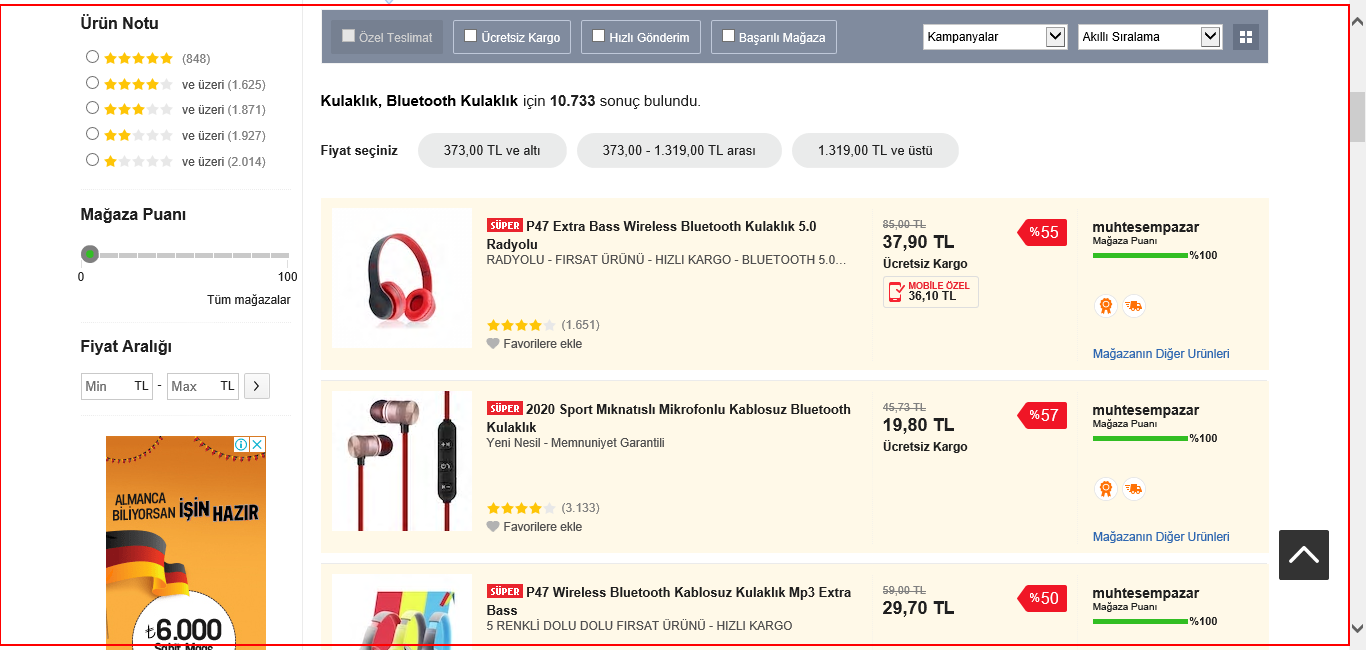 Ürün Notu
(848)
ve üzeri (1.625)
ve üzeri (1.871)
ve üzeri (1.927)
ve üzeri (2.014)
Mağaza Puanı
0 100
Tüm mağazalar
Fiyat Aralığı
Min TL - Max TL
ALMANCA
BİLİYORSAN İŞİN HAZIR
₺6.000
Sabit Maaş
Özel Teslimat Ücretsiz Kargo Hızlı Gönderim Başarılı Mağaza Kampanyalar Akıllı Sıralama
Kulaklık, Bluetooth Kulaklık için 10.733 sonuç bulundu.
Fiyat seçiniz 373,00 TL ve altı 373,00 - 1.319,00 TL arası 1.319,00 TL ve üstü
SÜPER P47 Extra Bass Wireless Bluetooth Kulaklık 5.0
Radyolu
RADYOLU - FIRSAT ÜRÜNÜ - HIZLI KARGO - BLUETOOTH 5.0...
(1.651)
Favorilere ekle
85,00 TL
37,90 TL
Ücretsiz Kargo
MOBİLE ÖZEL
36,10 TL
%55
muhtesempazar
Mağaza Puanı
%100
Mağazanın Diğer Ürünleri
SÜPER 2020 Sport Mıknatıslı Mikrofonlu Kablosuz Bluetooth
Kulaklık
Yeni Nesil - Memnuniyet Garantili
(3.133)
Favorilere ekle
45,73 TL
19,80 TL
Ücretsiz Kargo
%57
muhtesempazar
Mağaza Puanı
%100
Mağazanın Diğer Ürünleri
SÜPER P47 Wireless Bluetooth Kablosuz Kulaklık Mp3 Extra
Bass
5 RENKLİ DOLU DOLU FIRSAT ÜRÜNÜ - HIZLI KARGO
59,00 TL
29,70 TL
%50
muhtesempazar
Mağaza Puanı
%100